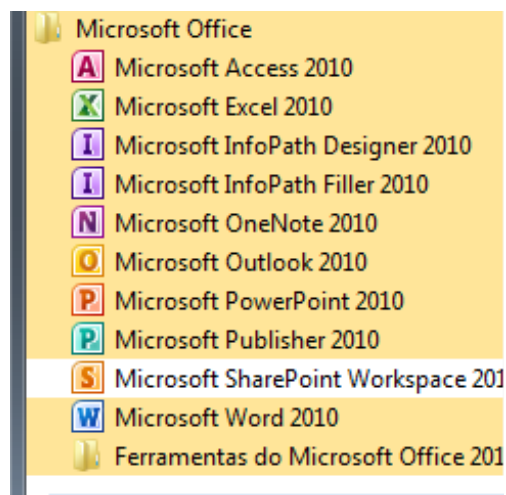 Microsoft Office
A Microsoft Access 2010
X Microsoft Excel 2010
I Microsoft InfoPath Designer 2010
I Microsoft InfoPath Filler 2010
N Microsoft OneNote 2010
O Microsoft Outlook 2010
P Microsoft PowerPoint 2010
P Microsoft Publisher 2010
S Microsoft SharePoint Workspace 201
W Microsoft Word 2010
Ferramentas do Microsoft Office 201